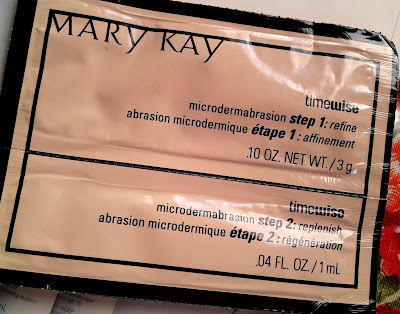 MARY KAY
timewise
microdermabrasion step 1: refine
abrasion microdermique étape 1 : affinement
.10 OZ. NET WT. / 3 g
timewise
microdermabrasion step 2: replenish
abrasion microdermique étape 2 : régénération
.04 FL. OZ. / 1 mL